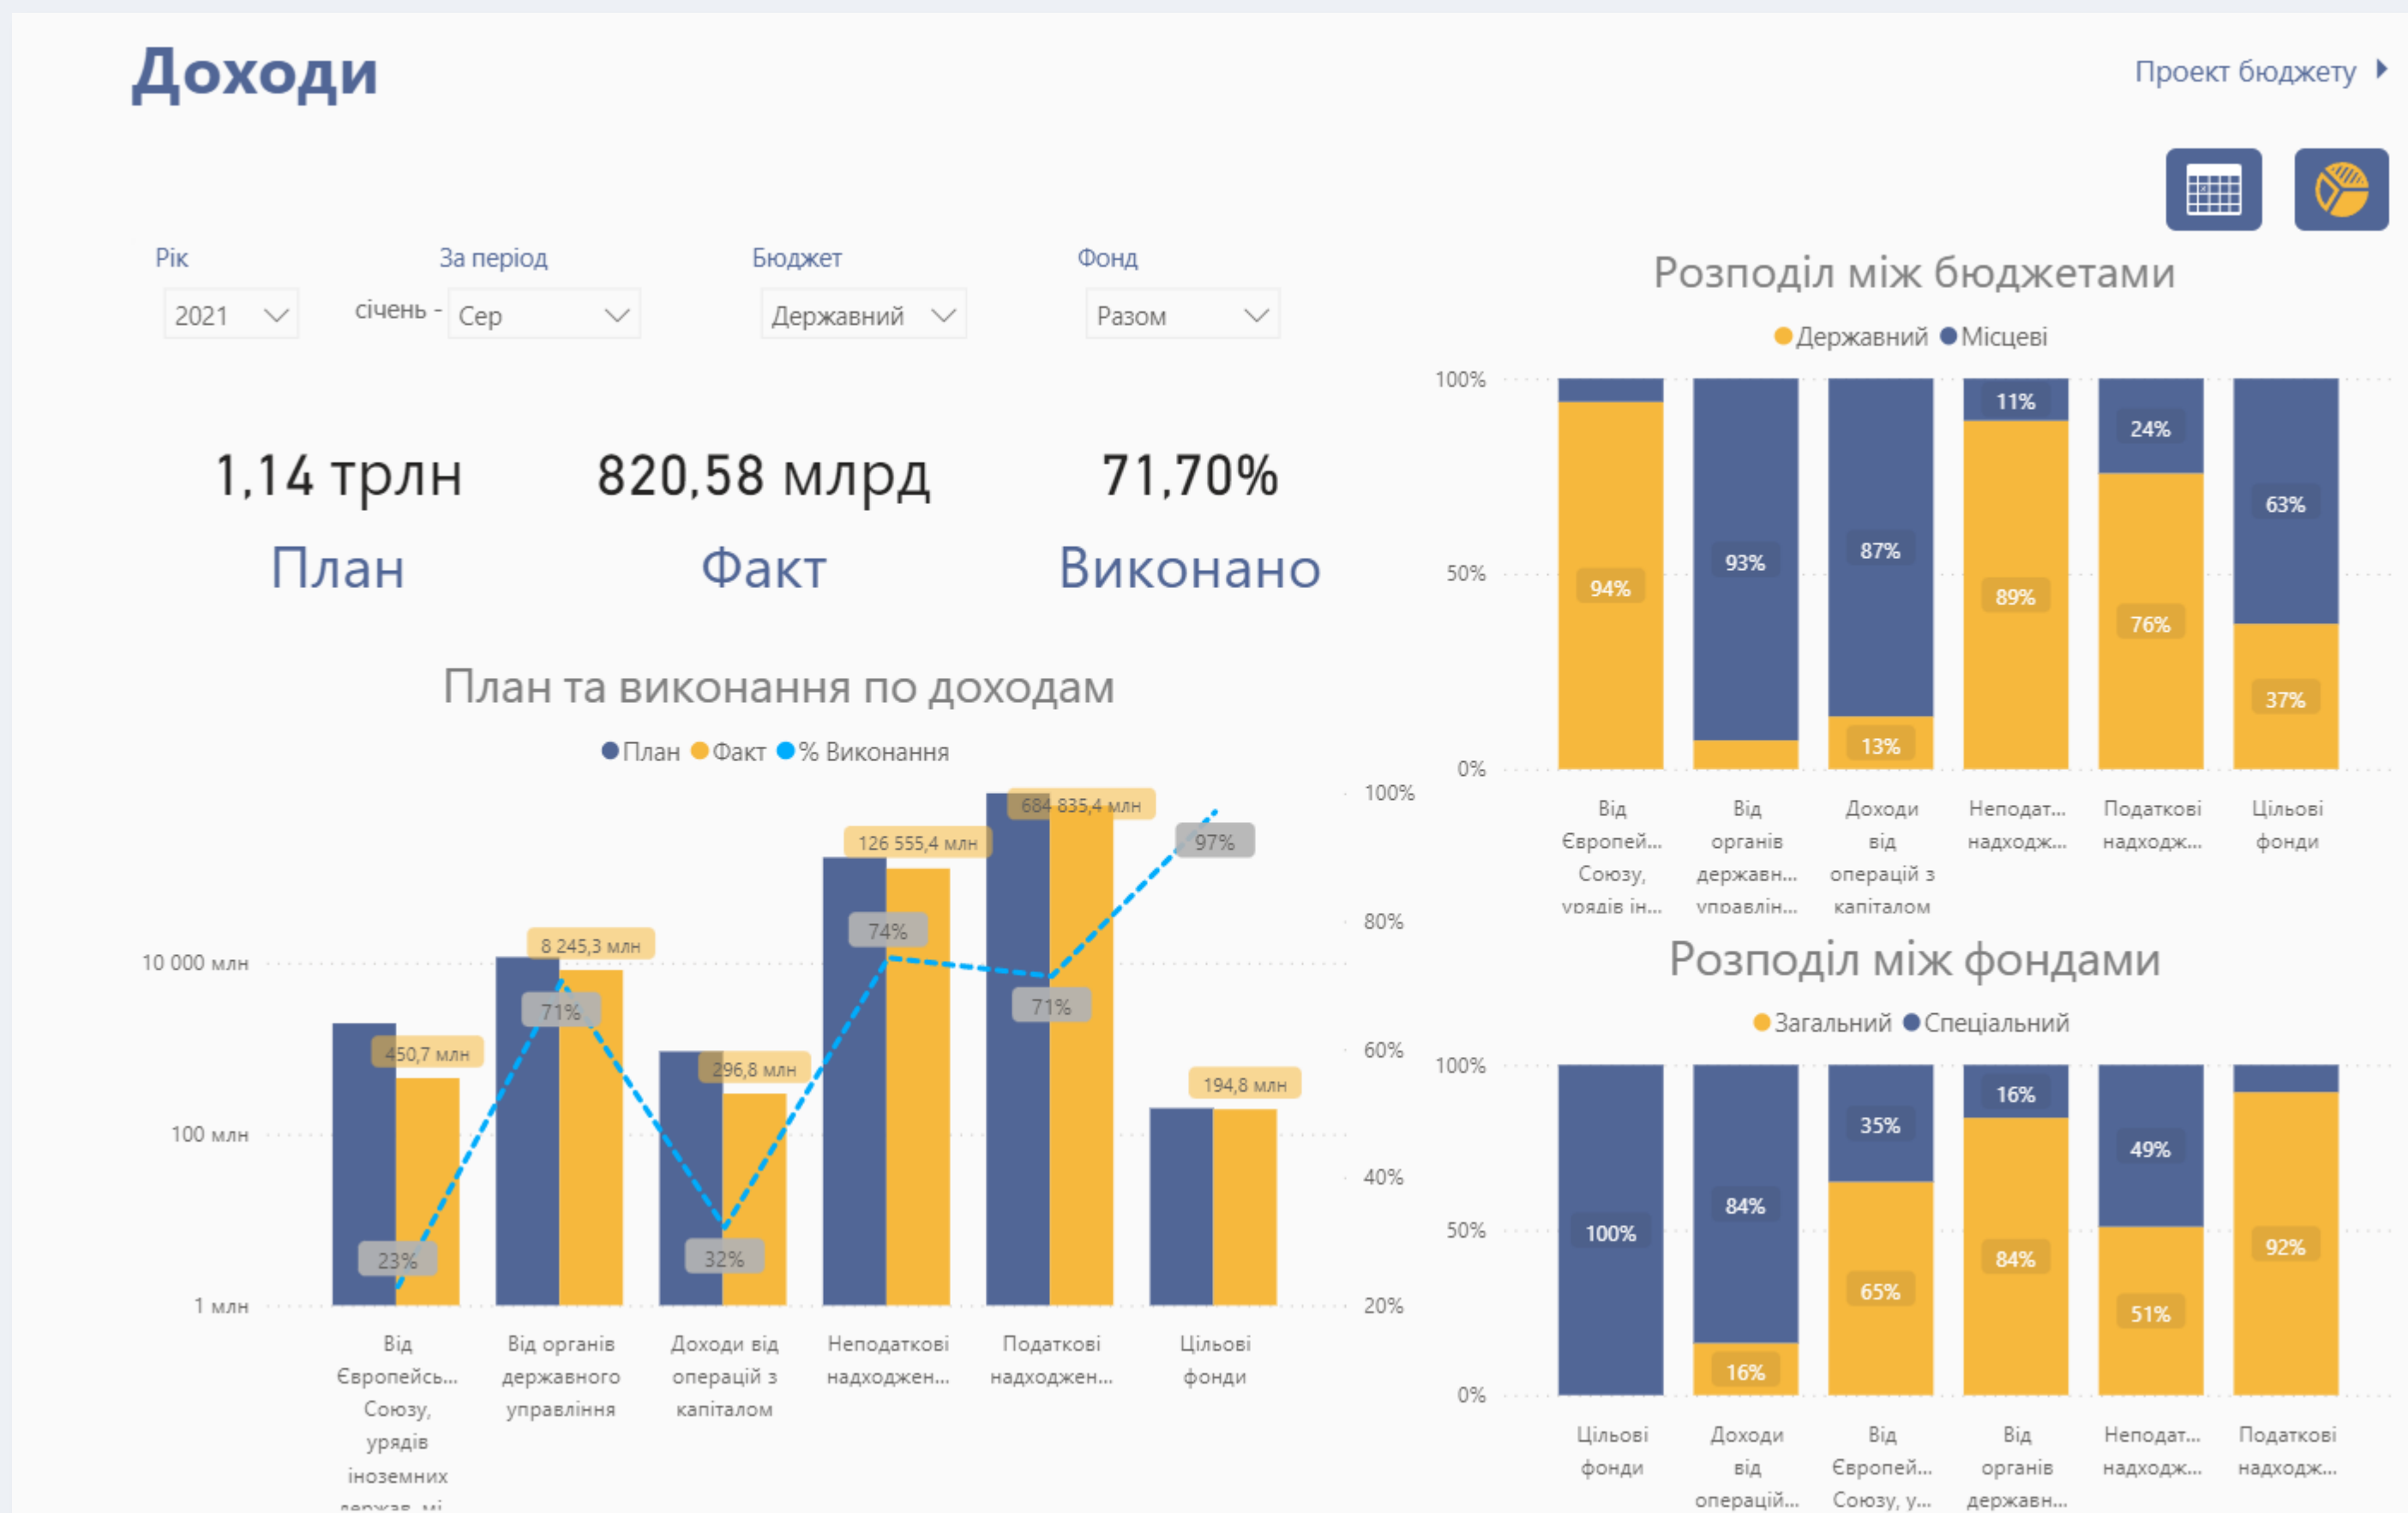 Доходи
Проект бюджету
Рік
За період
Бюджет
Фонд
2021
січень -
Сер
Державний
Разом
1,14 трлн
820,58 млрд
71,70%
План
Факт
Виконано
План та виконання по доходам
План Факт % Виконання
684 835,4 млн
126 555,4 млн
97%
74%
8 245,3 млн
71%
71%
450,7 млн
296,8 млн
194,8 млн
23%
32%
10 000 млн
100 млн
1 млн
100%
80%
60%
40%
20%
Від
Європейсь...
Союзу,
урядів
іноземних
держав, мі...
Від органів
державного
управління
Доходи від
операцій з
капіталом
Неподаткові
надходжен...
Податкові
надходжен...
Цільові
фонди
Розподіл між бюджетами
Державний Місцеві
100%
50%
0%
94%
93%
87%
13%
11%
89%
24%
76%
63%
37%
Від
Європей...
Союзу,
урядів ін...
Від
органів
державн...
управлін...
Доходи
від
операцій з
капіталом
Неподат...
надходж...
Податкові
надходж...
Цільові
фонди
Розподіл між фондами
Загальний Спеціальний
100%
50%
0%
100%
84%
16%
35%
65%
16%
84%
49%
51%
92%
Цільові
фонди
Доходи
від
операцій...
Від
Європей...
Союзу, у...
Від
органів
державн...
Неподат...
надходж...
Податкові
надходж...